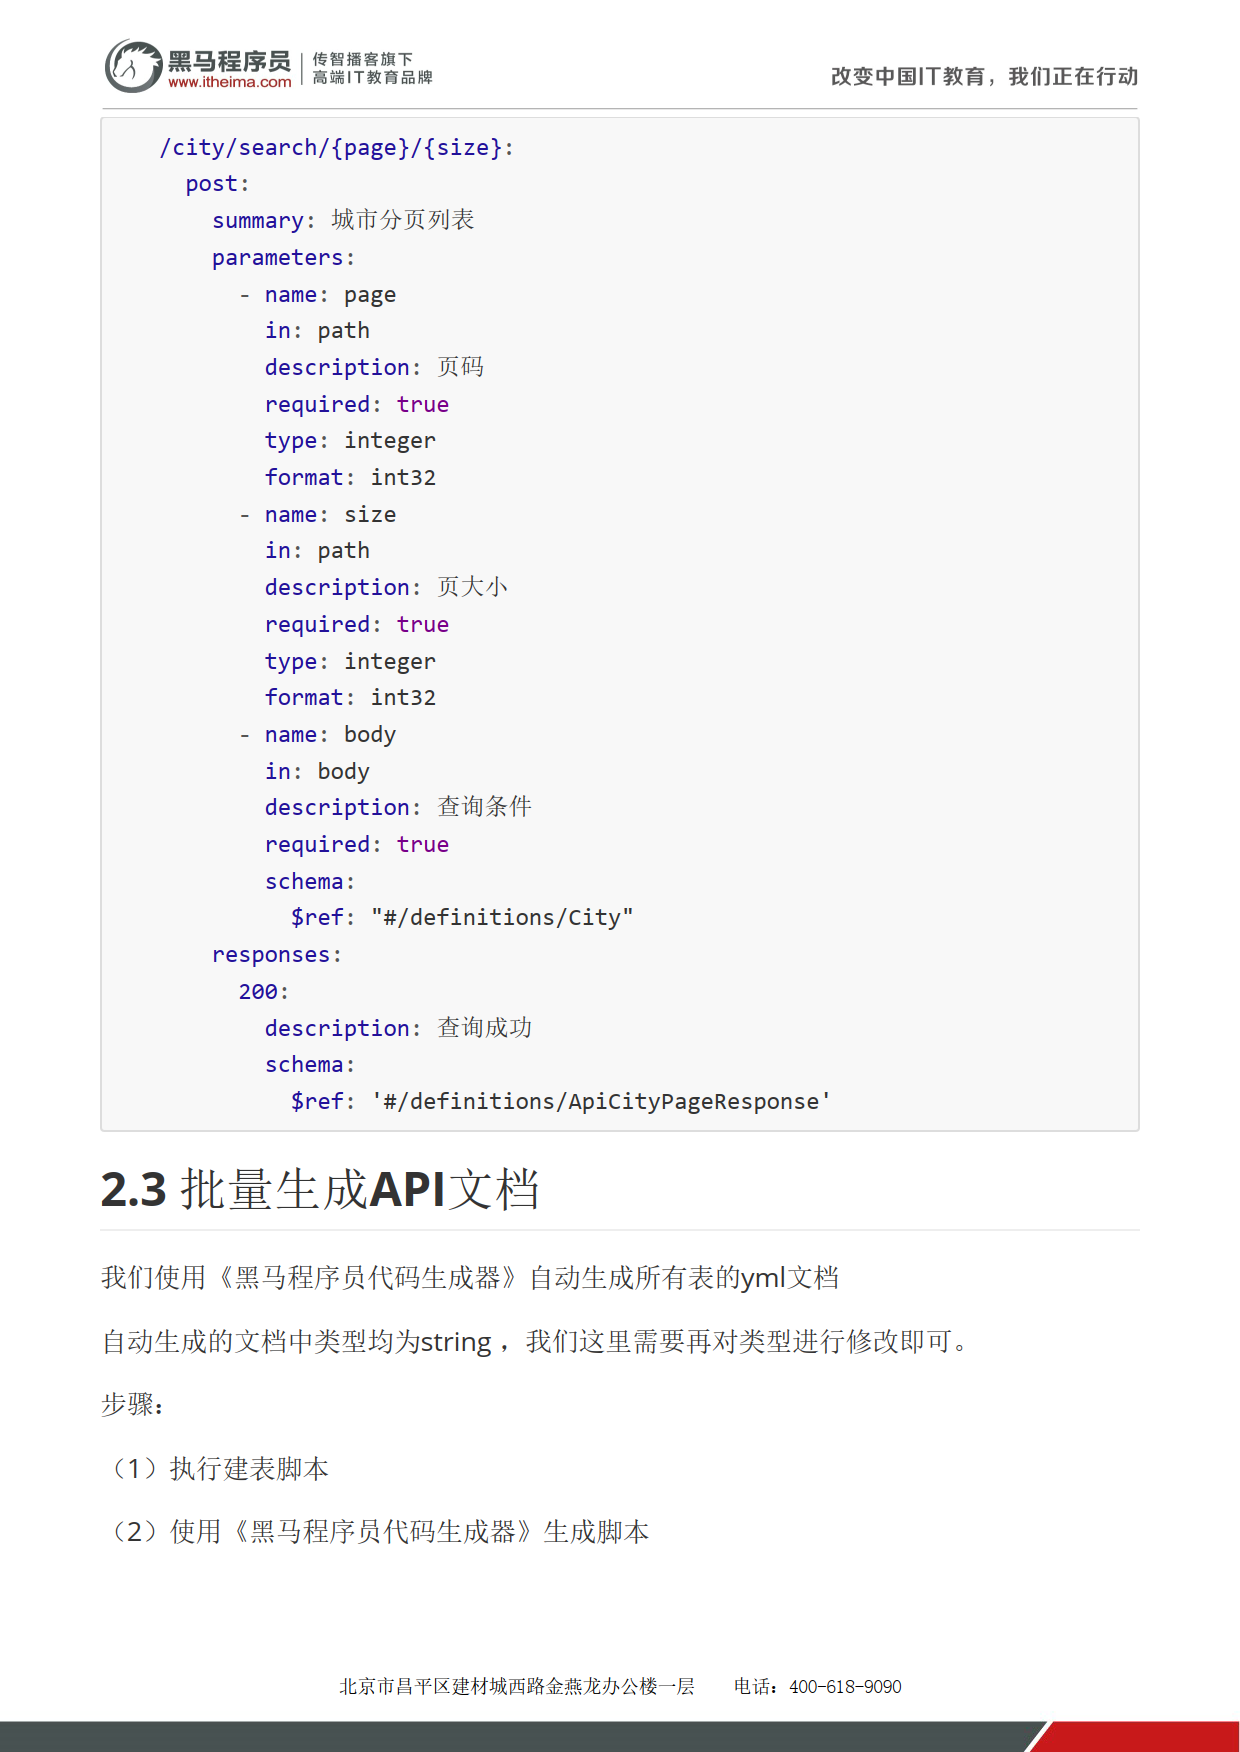 黑马程序员
www.itheima.com
传智播客旗下
高端IT教育品牌
改变中国IT教育，我们正在行动
/city/search/{page}/{size}:
post:
summary: 城市分页列表
parameters:
- name: page
in: path
description: 页码
required: true
type: integer
format: int32
- name: size
in: path
description: 页大小
required: true
type: integer
format: int32
- name: body
in: body
description: 查询条件
required: true
schema:
$ref: "#/definitions/City"
responses:
200:
description: 查询成功
schema:
$ref: '#/definitions/ApiCityPageResponse'
2.3 批量生成API文档
我们使用《黑马程序员代码生成器》自动生成所有表的yml文档
自动生成的文档中类型均为string ，我们这里需要再对类型进行修改即可。
步骤：
（1）执行建表脚本
（2）使用《黑马程序员代码生成器》生成脚本
北京市昌平区建材城西路金燕龙办公楼一层 电话：400-618-9090